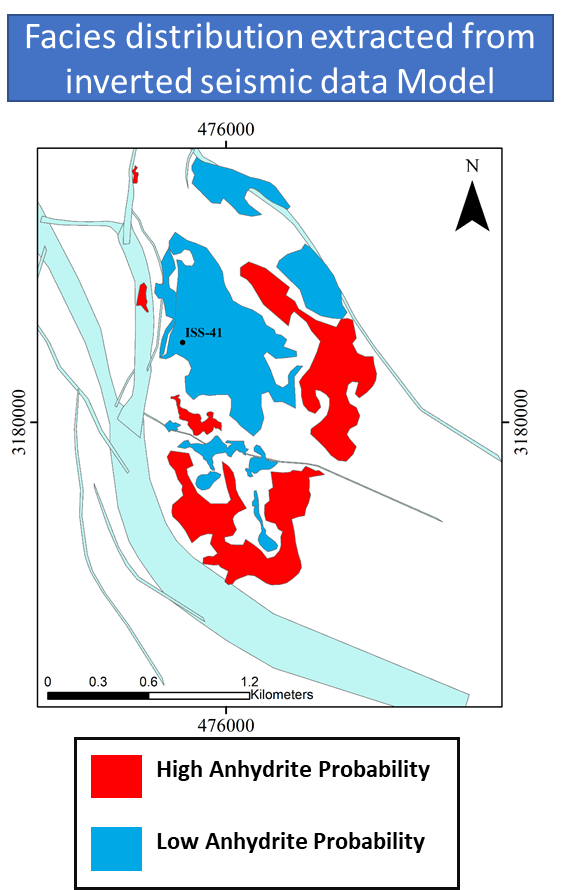 Facies distribution extracted from
inverted seismic data Model
476000
N
ISS-41
3180000
3180000
0 0.3 0.6 1.2
Kilometers
476000
High Anhydrite Probability
Low Anhydrite Probability